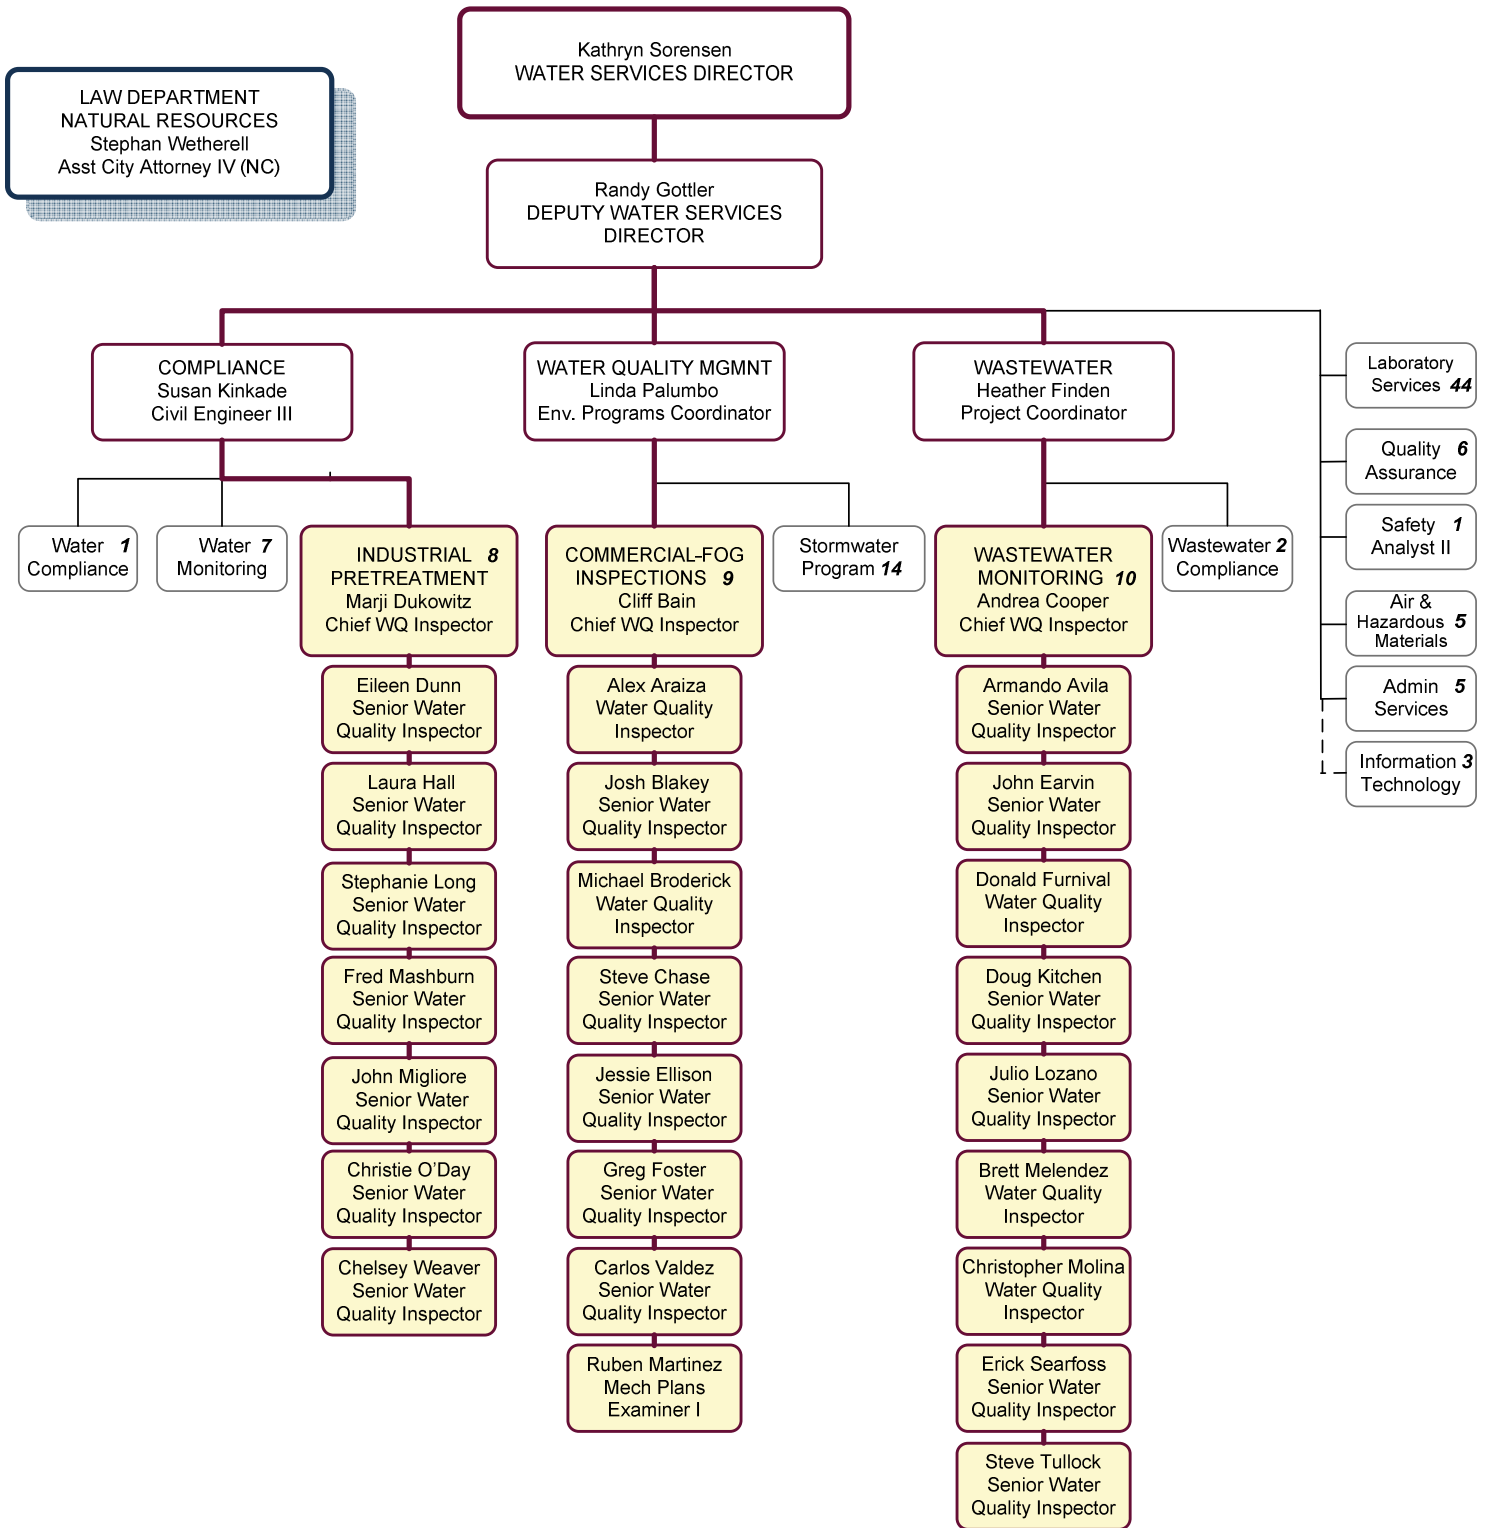 Kathryn Sorensen
WATER SERVICES DIRECTOR
LAW DEPARTMENT
NATURAL RESOURCES
Stephan Wetherell
Asst City Attorney IV (NC)
Randy Gottler
DEPUTY WATER SERVICES
DIRECTOR
COMPLIANCE
Susan Kinkade
Civil Engineer III
WATER QUALITY MGMNT
Linda Palumbo
Env. Programs Coordinator
WASTEWATER
Heather Finden
Project Coordinator
Laboratory
Services 44
Quality 6
Assurance
Safety 1
Analyst II
Air &
Hazardous 5
Materials
Admin 5
Services
Information 3
Technology
Water 1
Compliance
Water 7
Monitoring
INDUSTRIAL 8
PRETREATMENT
Marji Dukowitz
Chief WQ Inspector
Eileen Dunn
Senior Water
Quality Inspector
Laura Hall
Senior Water
Quality Inspector
Stephanie Long
Senior Water
Quality Inspector
Fred Mashburn
Senior Water
Quality Inspector
John Migliore
Senior Water
Quality Inspector
Christie O'Day
Senior Water
Quality Inspector
Chelsey Weaver
Senior Water
Quality Inspector
COMMERCIAL-FOG
INSPECTIONS 9
Cliff Bain
Chief WQ Inspector
Alex Araiza
Water Quality
Inspector
Josh Blakey
Senior Water
Quality Inspector
Michael Broderick
Water Quality
Inspector
Steve Chase
Senior Water
Quality Inspector
Jessie Ellison
Senior Water
Quality Inspector
Greg Foster
Senior Water
Quality Inspector
Carlos Valdez
Senior Water
Quality Inspector
Ruben Martinez
Mech Plans
Examiner I
Stormwater
Program 14
WASTEWATER
MONITORING 10
Andrea Cooper
Chief WQ Inspector
Armando Avila
Senior Water
Quality Inspector
John Earvin
Senior Water
Quality Inspector
Donald Furnival
Water Quality
Inspector
Doug Kitchen
Senior Water
Quality Inspector
Julio Lozano
Senior Water
Quality Inspector
Brett Melendez
Water Quality
Inspector
Christopher Molina
Water Quality
Inspector
Erick Searfoss
Senior Water
Quality Inspector
Steve Tullock
Senior Water
Quality Inspector
Wastewater 2
Compliance